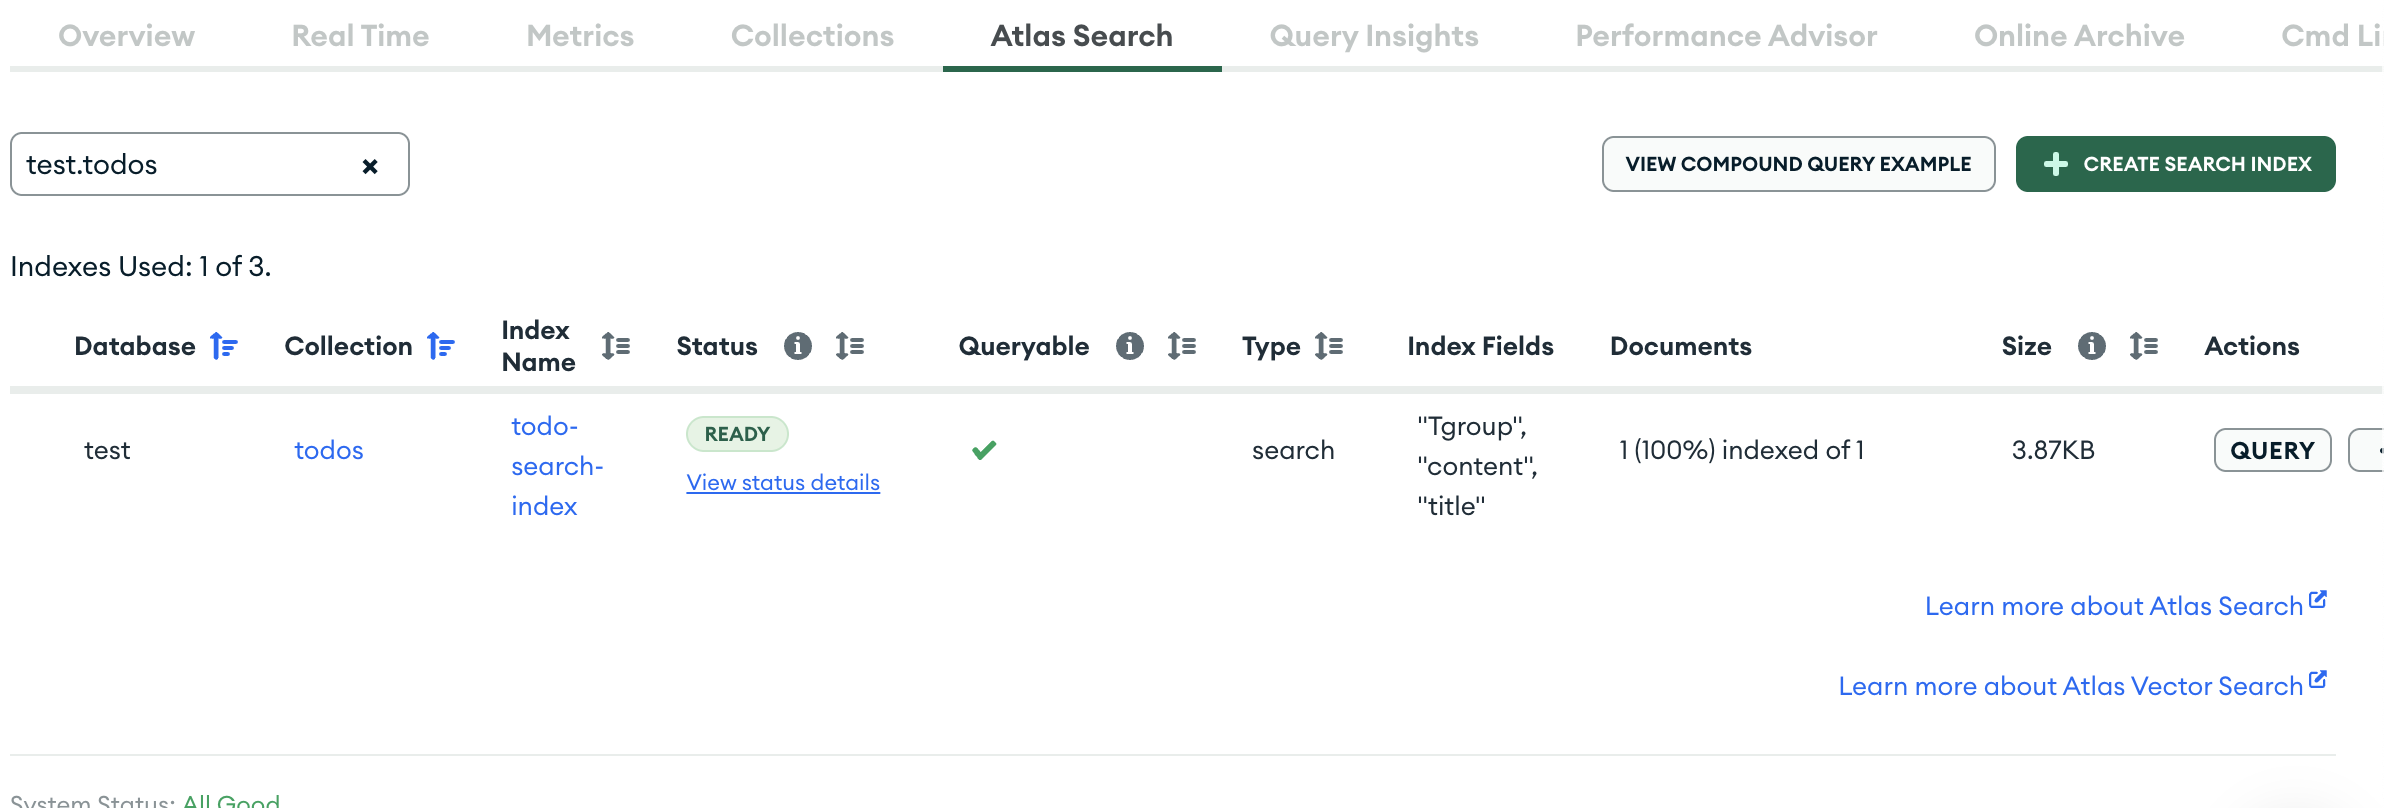 Overview Real Time Metrics Collections Atlas Search Query Insights Performance Advisor Online Archive Cmd Li
test.todos
VIEW COMPOUND QUERY EXAMPLE
CREATE SEARCH INDEX
Indexes Used: 1 of 3.
Database Collection Index Name Status Queryable Type Index Fields Documents Size Actions
test
todos
todo-
search-
index
READY
View status details
search
"Tgroup",
"content",
"title"
1 (100%) indexed of 1
3.87KB
QUERY
Learn more about Atlas Search
Learn more about Atlas Vector Search
System Status: All Good